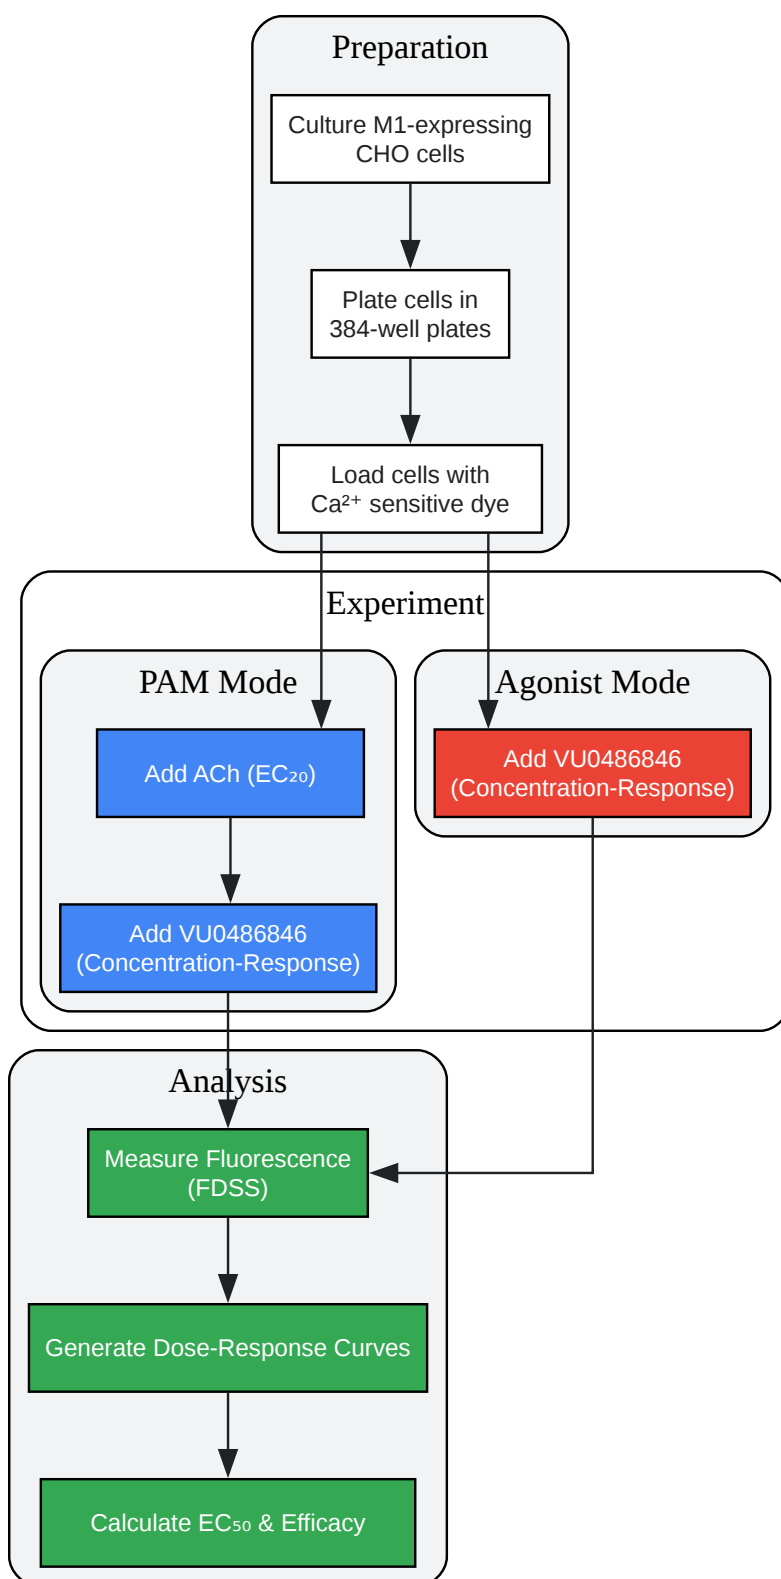 Preparation
Culture M1-expressing
CHO cells
Plate cells in
384-well plates
Load cells with
Ca²⁺ sensitive dye
Experiment
PAM Mode
Add ACh (EC₂₀)
Add VU0486846
(Concentration-Response)
Agonist Mode
Add VU0486846
(Concentration-Response)
Analysis
Measure Fluorescence
(FDSS)
Generate Dose-Response Curves
Calculate EC₅₀ & Efficacy